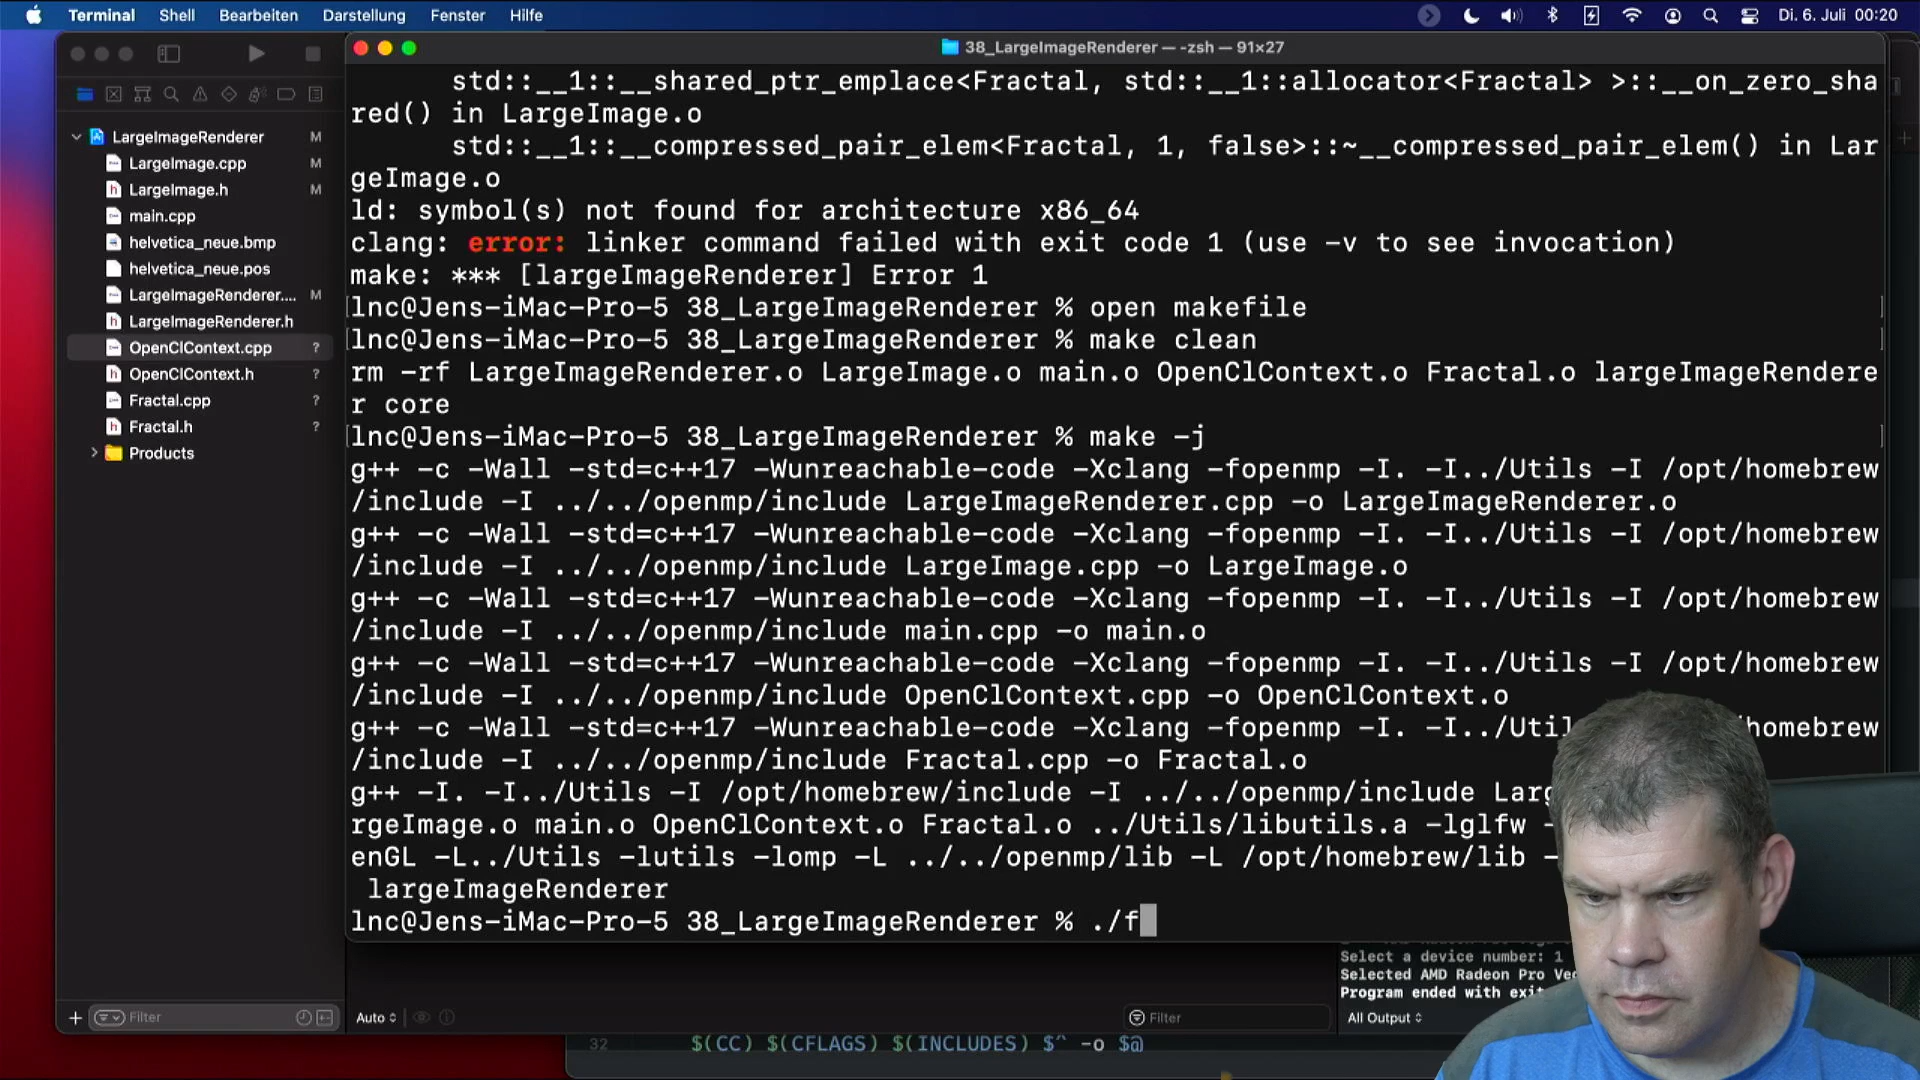 Terminal Shell Bearbeiten Darstellung Fenster Hilfe Di. 6. Juli 00:20
38_LargeImageRenderer — -zsh — 91×27
LargeImageRenderer M
LargeImage.cpp M
LargeImage.h M
main.cpp
helvetica_neue.bmp
helvetica_neue.pos
LargeImageRenderer.... M
LargeImageRenderer.h
OpenClContext.cpp ?
OpenClContext.h ?
Fractal.cpp ?
Fractal.h ?
Products
Filter
std::__1::__shared_ptr_emplace<Fractal, std::__1::allocator<Fractal> >::__on_zero_sha
red() in LargeImage.o
std::__1::__compressed_pair_elem<Fractal, 1, false>::~__compressed_pair_elem() in Lar
geImage.o
ld: symbol(s) not found for architecture x86_64
clang: error: linker command failed with exit code 1 (use -v to see invocation)
make: *** [largeImageRenderer] Error 1
[lnc@Jens-iMac-Pro-5 38_LargeImageRenderer % open makefile ]
[lnc@Jens-iMac-Pro-5 38_LargeImageRenderer % make clean ]
rm -rf LargeImageRenderer.o LargeImage.o main.o OpenClContext.o Fractal.o largeImageRendere
r core
[lnc@Jens-iMac-Pro-5 38_LargeImageRenderer % make -j ]
g++ -c -Wall -std=c++17 -Wunreachable-code -Xclang -fopenmp -I. -I../Utils -I /opt/homebrew
/include -I ../../openmp/include LargeImageRenderer.cpp -o LargeImageRenderer.o
g++ -c -Wall -std=c++17 -Wunreachable-code -Xclang -fopenmp -I. -I../Utils -I /opt/homebrew
/include -I ../../openmp/include LargeImage.cpp -o LargeImage.o
g++ -c -Wall -std=c++17 -Wunreachable-code -Xclang -fopenmp -I. -I../Utils -I /opt/homebrew
/include -I ../../openmp/include main.cpp -o main.o
g++ -c -Wall -std=c++17 -Wunreachable-code -Xclang -fopenmp -I. -I../Utils -I /opt/homebrew
/include -I ../../openmp/include OpenClContext.cpp -o OpenClContext.o
g++ -c -Wall -std=c++17 -Wunreachable-code -Xclang -fopenmp -I. -I../Uti homebrew
/include -I ../../openmp/include Fractal.cpp -o Fractal.o
g++ -I. -I../Utils -I /opt/homebrew/include -I ../../openmp/include Lar
rgeImage.o main.o OpenClContext.o Fractal.o ../Utils/libutils.a -lglfw -
enGL -L../Utils -lutils -lomp -L ../../openmp/lib -L /opt/homebrew/lib -
largeImageRenderer
lnc@Jens-iMac-Pro-5 38_LargeImageRenderer % ./f
Select a device number: 1
Selected AMD Radeon Pro Ve
Program ended with exit
Auto
Filter
All Output
32 $(CC) $(CFLAGS) $(INCLUDES) $^ -o $@